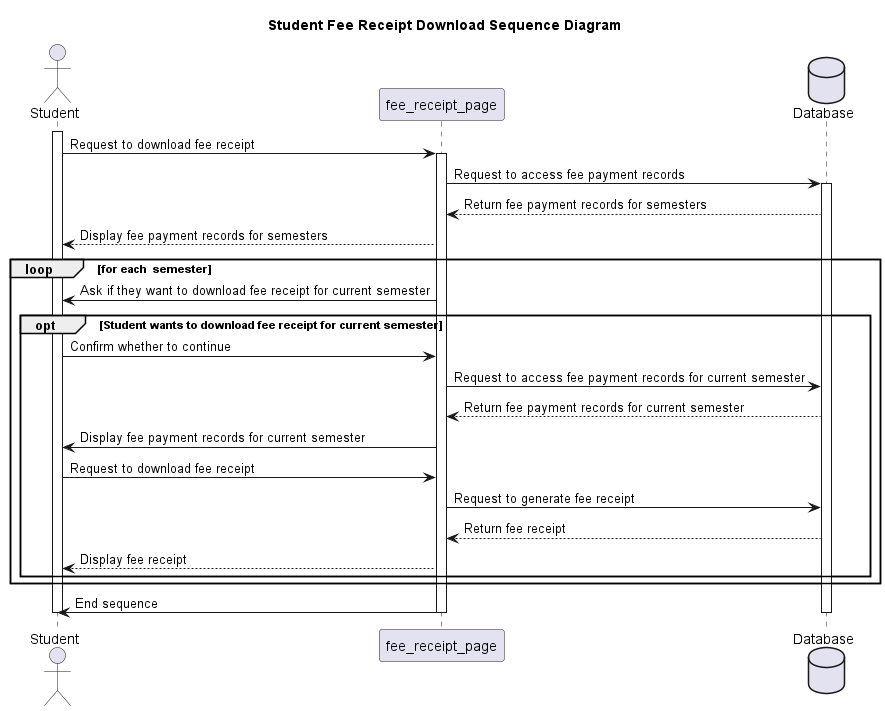 Student Fee Receipt Download Sequence Diagram
Student
fee_receipt_page
Database
Request to download fee receipt
Request to access fee payment records
Return fee payment records for semesters
Display fee payment records for semesters
loop [for each  semester]
Ask if they want to download fee receipt for current semester
opt [Student wants to download fee receipt for current semester]
Confirm whether to continue
Request to access fee payment records for current semester
Return fee payment records for current semester
Display fee payment records for current semester
Request to download fee receipt
Request to generate fee receipt
Return fee receipt
Display fee receipt
End sequence
Student
fee_receipt_page
Database